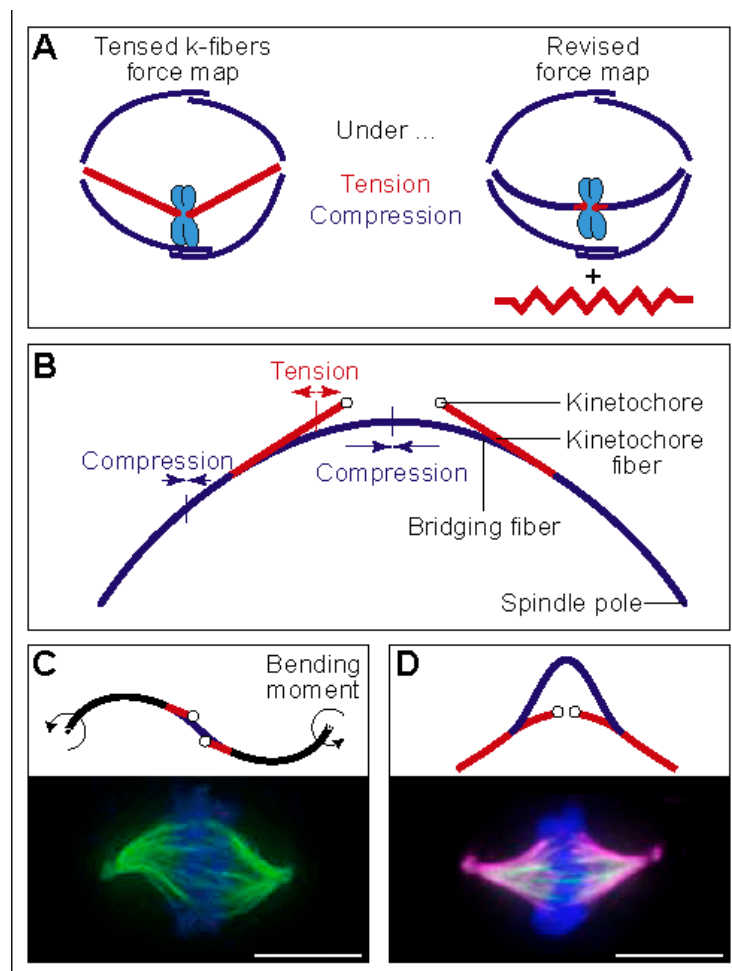 A
Tensed k-fibers
force map
Under ...
Tension
Compression
Revised
force map
+
B
Tension
Compression
Compression
Kinetochore
Kinetochore
fiber
Bridging fiber
Spindle pole
C
Bending
moment
D